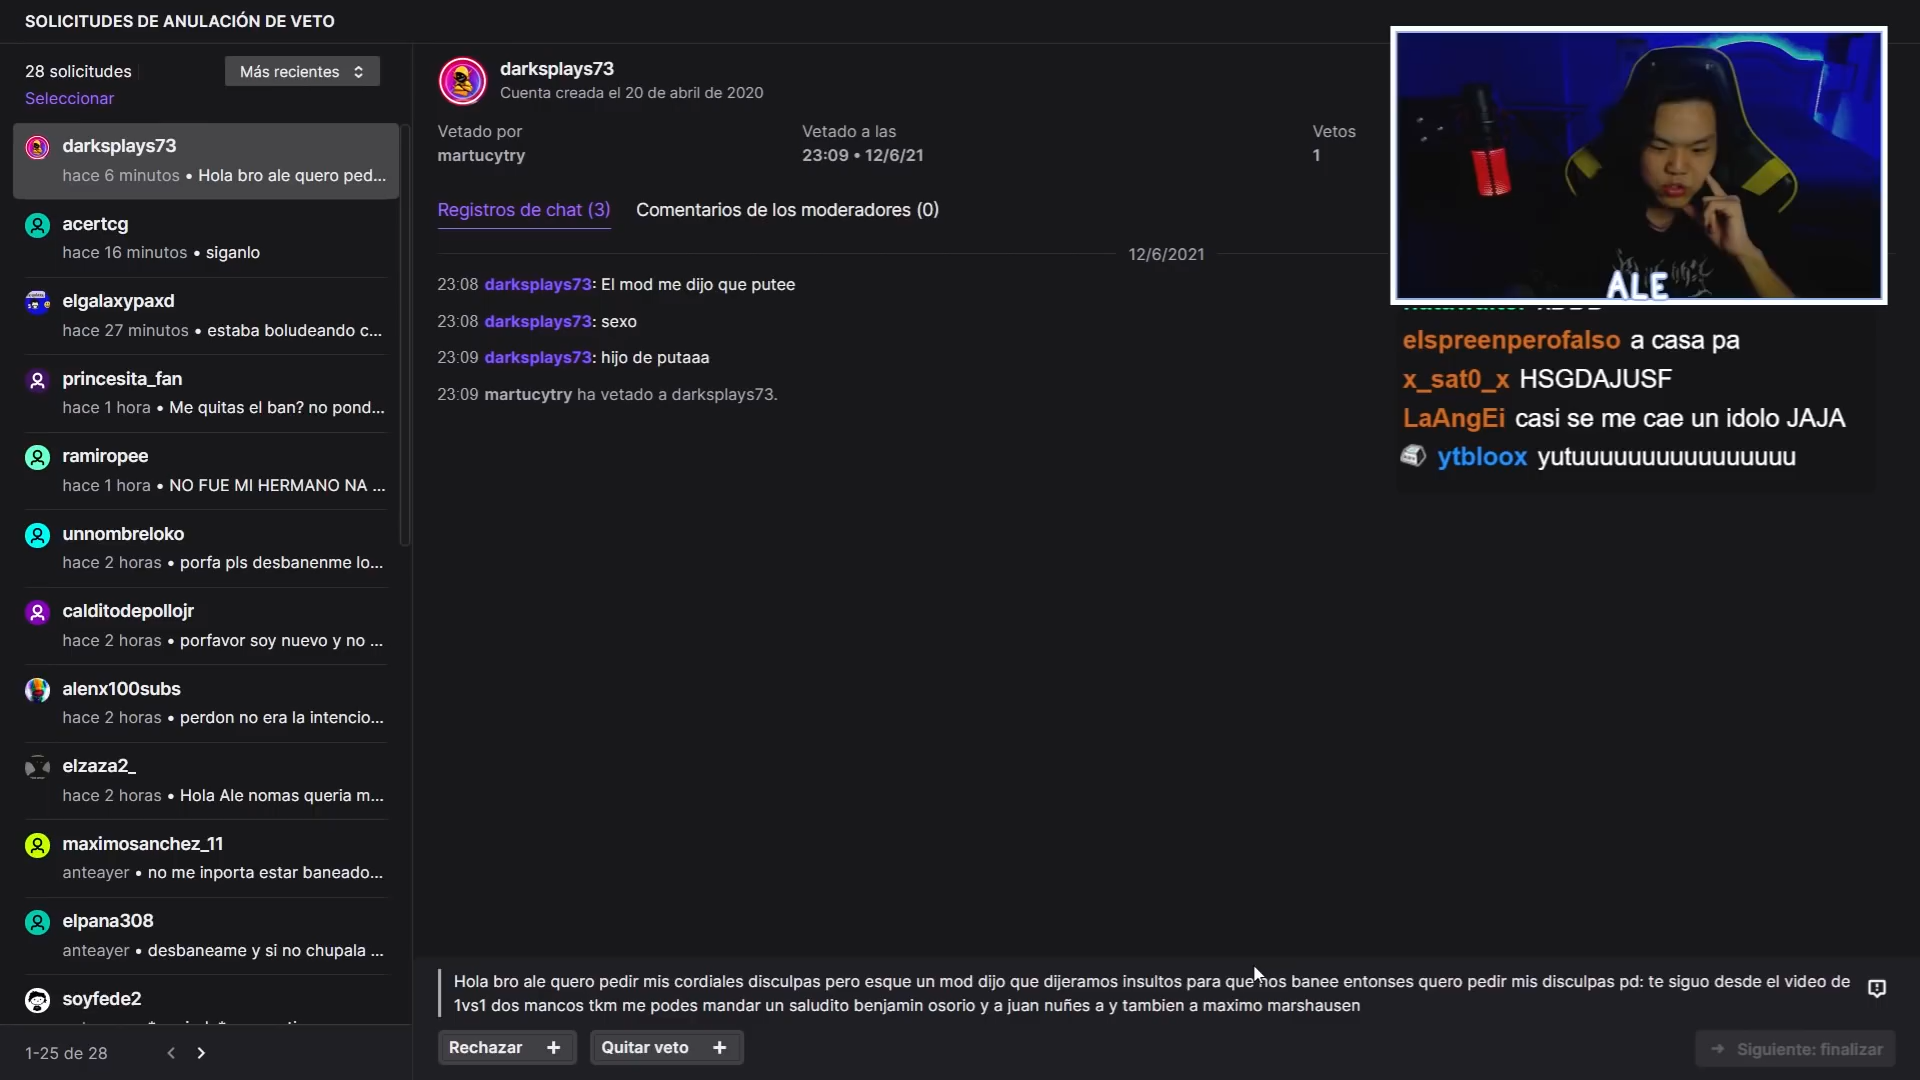 SOLICITUDES DE ANULACIÓN DE VETO
28 solicitudes
Más recientes
Seleccionar
darksplays73
hace 6 minutos • Hola bro ale quero ped...
acertcg
hace 16 minutos • siganlo
elgalaxypaxd
hace 27 minutos • estaba boludeando c...
princesita_fan
hace 1 hora • Me quitas el ban? no pond...
ramiropee
hace 1 hora • NO FUE MI HERMANO NA ...
unnombreloko
hace 2 horas • porfa pls desbanenme lo...
calditodepollojr
hace 2 horas • porfavor soy nuevo y no ...
alenx100subs
hace 2 horas • perdon no era la intencio...
elzaza2_
hace 2 horas • Hola Ale nomas queria m...
maximosanchez_11
anteayer • no me inporta estar baneado...
elpana308
anteayer • desbaneame y si no chupala ...
soyfede2
1-25 de 28
darksplays73
Cuenta creada el 20 de abril de 2020
Vetado por
martucytry
Vetado a las
23:09 • 12/6/21
Vetos
1
Registros de chat (3)
Comentarios de los moderadores (0)
12/6/2021
23:08 darksplays73: El mod me dijo que putee
23:08 darksplays73: sexo
23:09 darksplays73: hijo de putaaa
23:09 martucytry ha vetado a darksplays73.
ALE
elspreenperofalso a casa pa
x_sat0_x HSGDAJUSF
LaAngEi casi se me cae un idolo JAJA
ytbloox yutuuuuuuuuuuuuuuuu
Hola bro ale quero pedir mis cordiales disculpas pero esque un mod dijo que dijeramos insultos para que nos banee entonses quero pedir mis disculpas pd: te siguo desde el video de
1vs1 dos mancos tkm me podes mandar un saludito benjamin osorio y a juan nuñes a y tambien a maximo marshausen
Rechazar +
Quitar veto +
Siguiente: finalizar